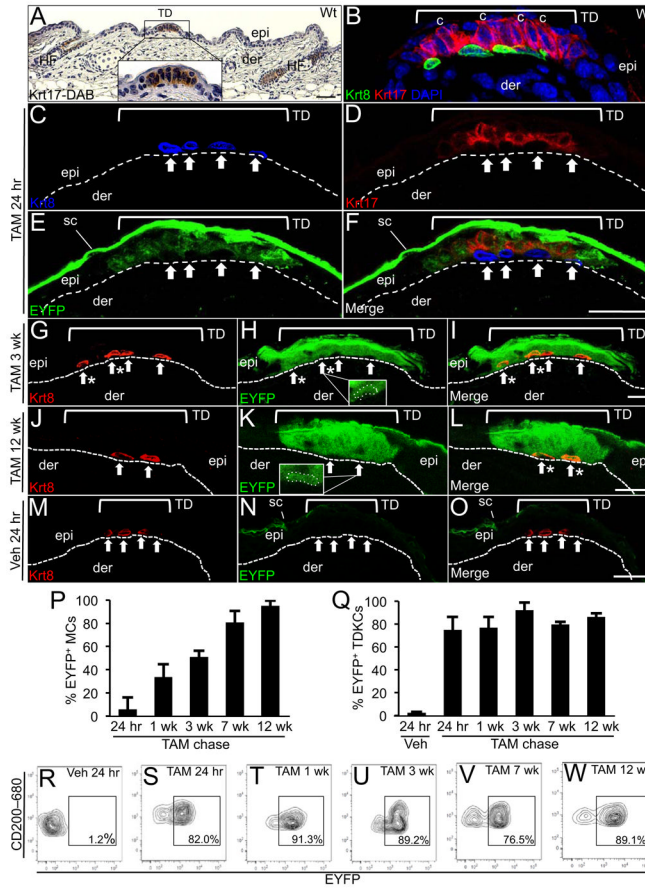 A
TD
Wt
epi
der
HF
HF
Krt17-DAB
B
TD
c c c c
W
epi
der
Krt8 Krt17 DAPI
TAM 24 hr
C
TD
epi
der
Krt8
D
TD
epi
der
Krt17
E
sc
TD
epi
der
EYFP
F
sc
TD
epi
der
Merge
TAM 3 wk
G
TD
epi
* *
der
Krt8
H
TD
epi
* *
der
EYFP
I
TD
epi
* *
der
Merge
TAM 12 wk
J
TD
der
epi
Krt8
K
TD
der
epi
EYFP
L
TD
der
epi
* *
Merge
Veh 24 hr
M
TD
epi
der
Krt8
N
sc
TD
epi
der
EYFP
O
sc
TD
epi
der
Merge
P
% EYFP+ MCs
100
80
60
40
20
0
24 hr 1 wk 3 wk 7 wk 12 wk
TAM chase
Q
% EYFP+ TDKCs
100
80
60
40
20
0
24 hr 24 hr 1 wk 3 wk 7 wk 12 wk
Veh TAM chase
CD200–680
R Veh 24 hr
1.2%
S TAM 24 hr
82.0%
T TAM 1 wk
91.3%
U TAM 3 wk
89.2%
V TAM 7 wk
76.5%
W TAM 12 w
89.1%
EYFP